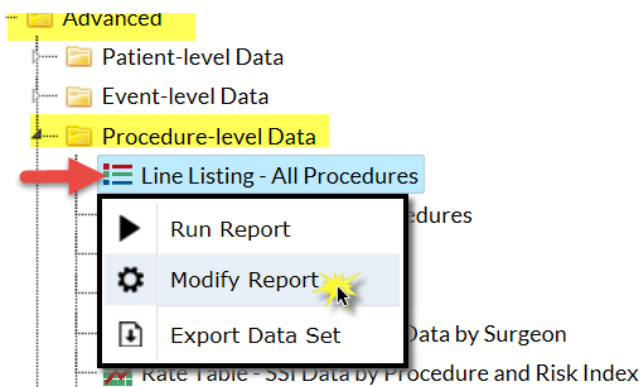 Advanced
Patient-level Data
Event-level Data
Procedure-level Data
Line Listing - All Procedures
edures
Run Report
Modify Report
Export Data Set
Data by Surgeon
Rate Table - SSI Data by Procedure and Risk Index